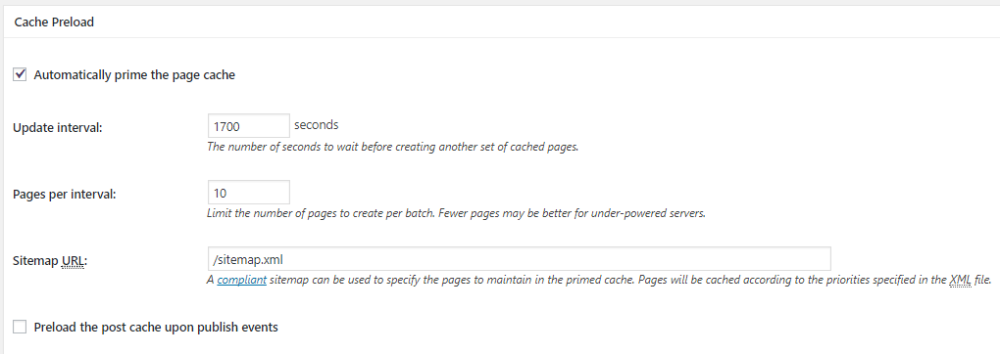 Cache Preload
Automatically prime the page cache
Update interval: 1700 seconds
The number of seconds to wait before creating another set of cached pages.
Pages per interval: 10
Limit the number of pages to create per batch. Fewer pages may be better for under-powered servers.
Sitemap URL: /sitemap.xml
A compliant sitemap can be used to specify the pages to maintain in the primed cache. Pages will be cached according to the priorities specified in the XML file.
Preload the post cache upon publish events